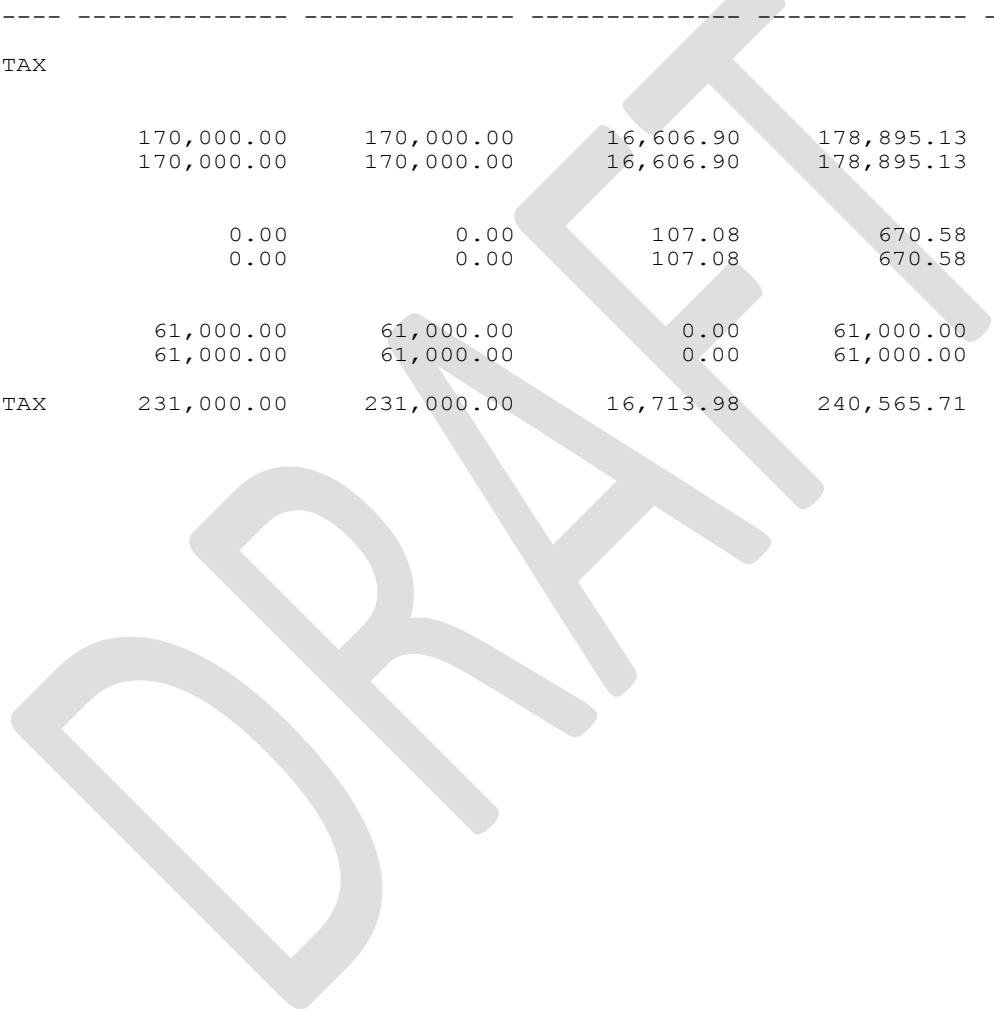 ---- -------------- -------------- -------------- -------------- -
TAX
170,000.00 170,000.00 16,606.90 178,895.13
170,000.00 170,000.00 16,606.90 178,895.13
0.00 0.00 107.08 670.58
0.00 0.00 107.08 670.58
61,000.00 61,000.00 0.00 61,000.00
61,000.00 61,000.00 0.00 61,000.00
TAX 231,000.00 231,000.00 16,713.98 240,565.71
DRAFT